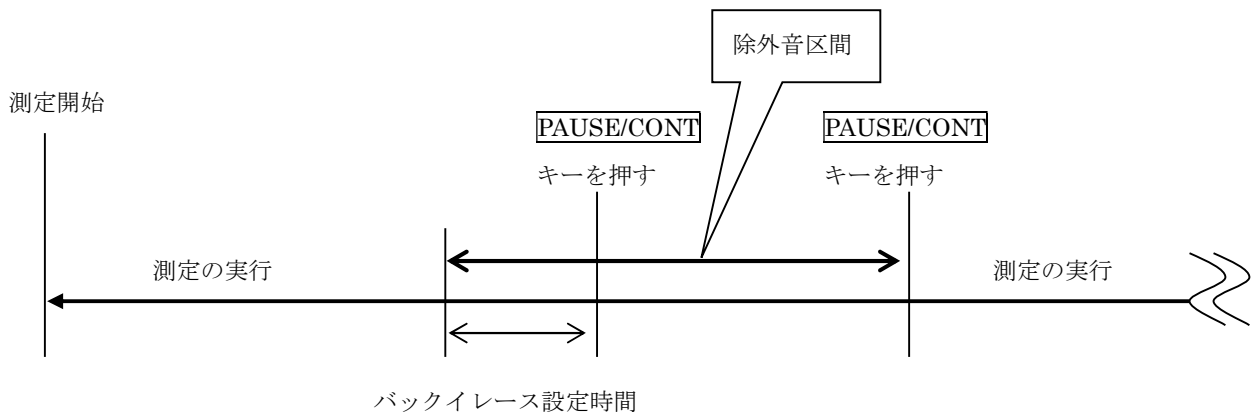 除外音区間
測定開始
PAUSE/CONT
キーを押す
PAUSE/CONT
キーを押す
測定の実行
測定の実行
バックイレース設定時間